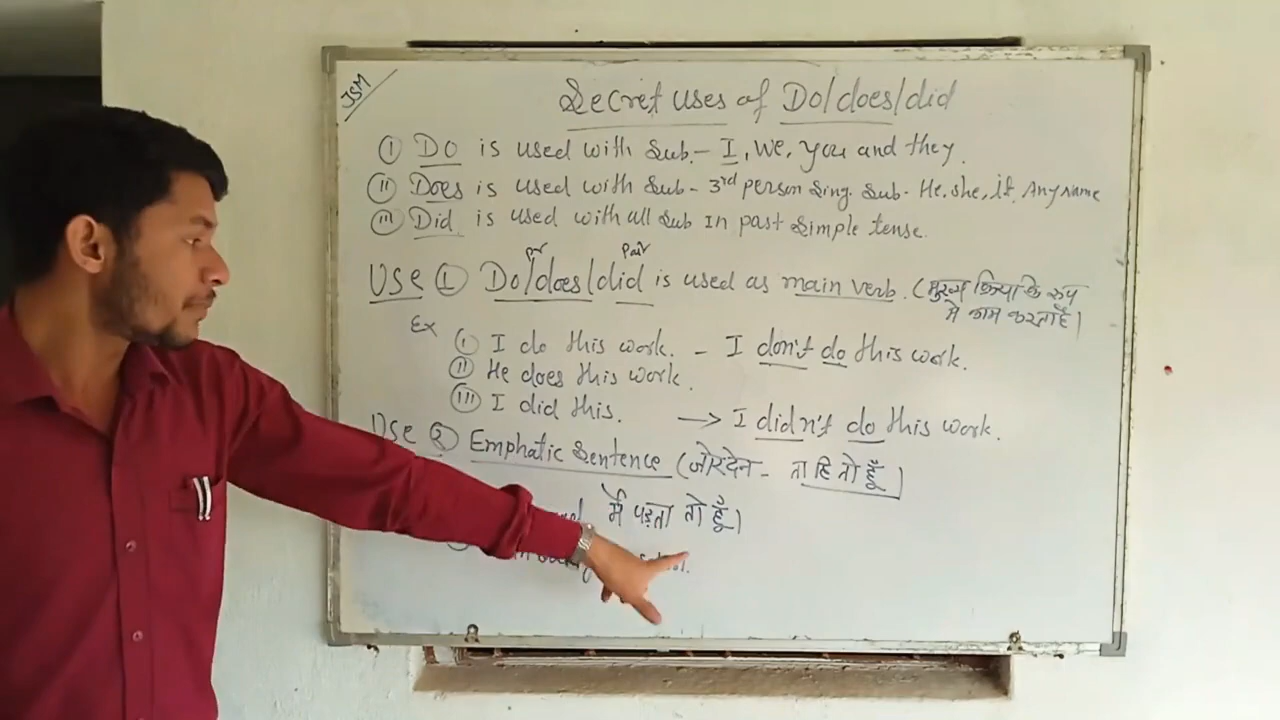 JSM
Secret uses of Do/does/did
(i) Do is used with sub. – I, we, you and they.
(ii) Does is used with sub - 3rd person sing. sub - He, she, it, Any name
(iii) Did is used with all sub in past simple tense.
Use (1) Do/does/did is used as main verb. (मुख्य क्रिया के रुप
मे काम करता है)
Ex (i) I do this work. – I don't do this work.
(ii) He does this work.
(iii) I did this. → I didn't do this work.
Use (2) Emphatic Sentence (जोर देन - ता हि तो हूँ)
मैं पड़ता तो हूँ।